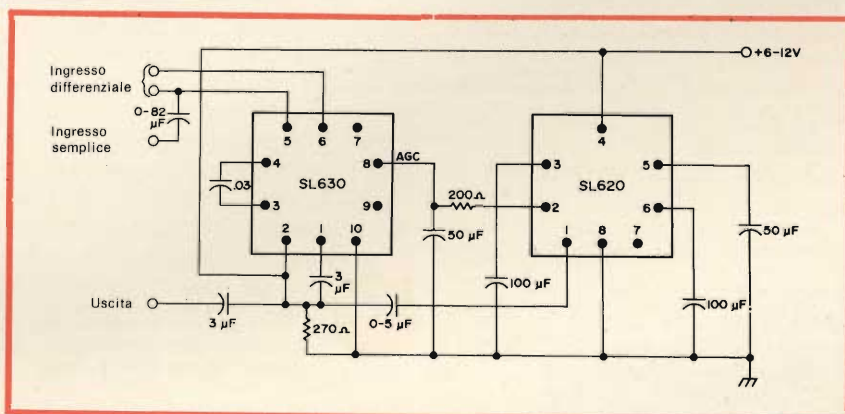 +6-12V
Ingresso
differenziale
0-82
µF
Ingresso
semplice
5 6 7
4
4 8 AGC
3 5
.03
SL630
200Ω
SL620
3 9
2 6
2 1 10
50 µF
1 8 7
50 µF
3
µF
100 µF
Uscita
3 µF
270Ω
0-5 µF
100 µF